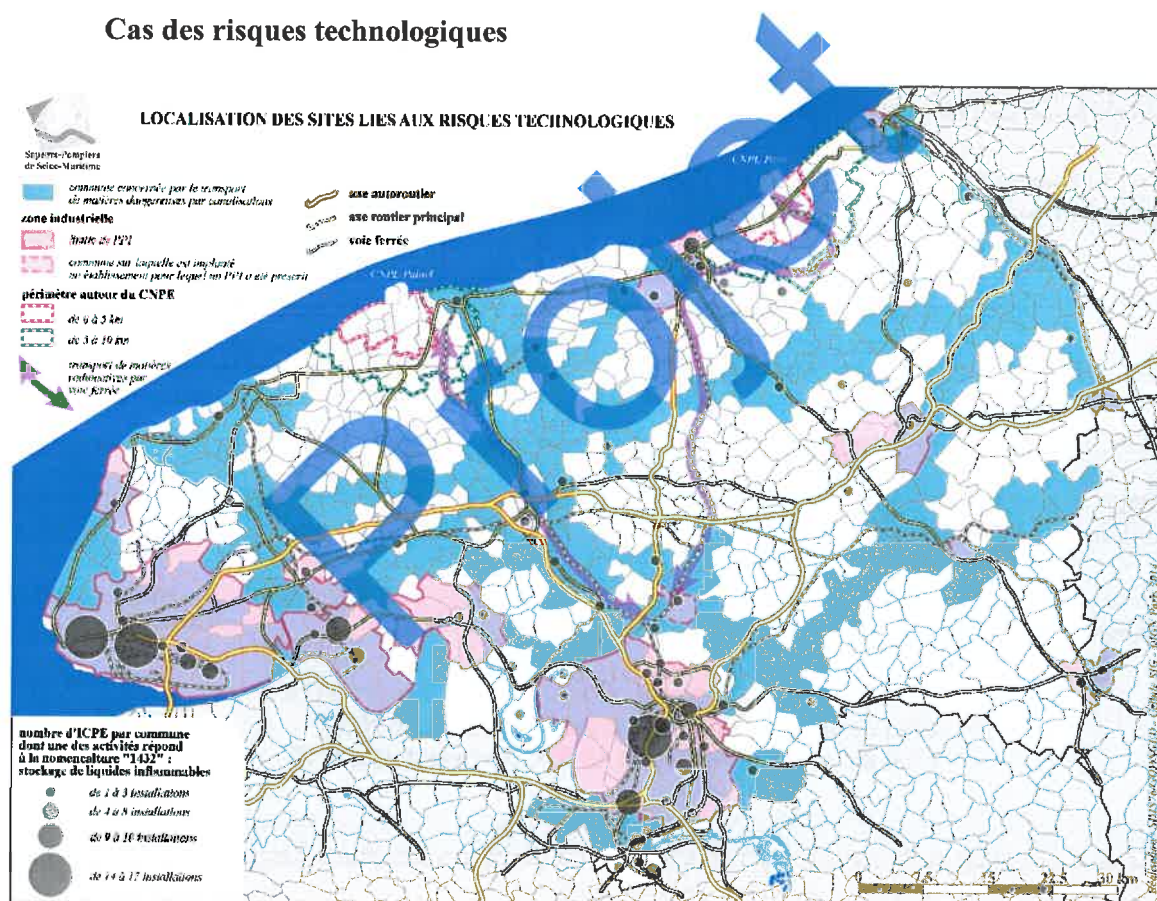 Cas des risques technologiques
LOCALISATION DES SITES LIES AUX RISQUES TECHNOLOGIQUES
Sapeurs-Pompiers
de Seine-Maritime
commune concernée par le transport
de matières dangereuses par canalisations
zone industrielle
limite de PPI
commune sur laquelle est implanté
un établissement pour lequel un PPI a été prescrit
périmètre autour du CNPE
de 0 à 5 km
de 5 à 10 km
transport de matières
radioactives par
voie ferrée
axe autoroutier
axe routier principal
voie ferrée
CNPE Paluel
CNPE
Projet
nombre d'ICPE par commune
dont une des activités répond
à la nomenclature "1432" :
stockage de liquides inflammables
de 1 à 3 installations
de 4 à 8 installations
de 9 à 10 installations
de 14 à 17 installations
0 7.5 15 22.5 30 km